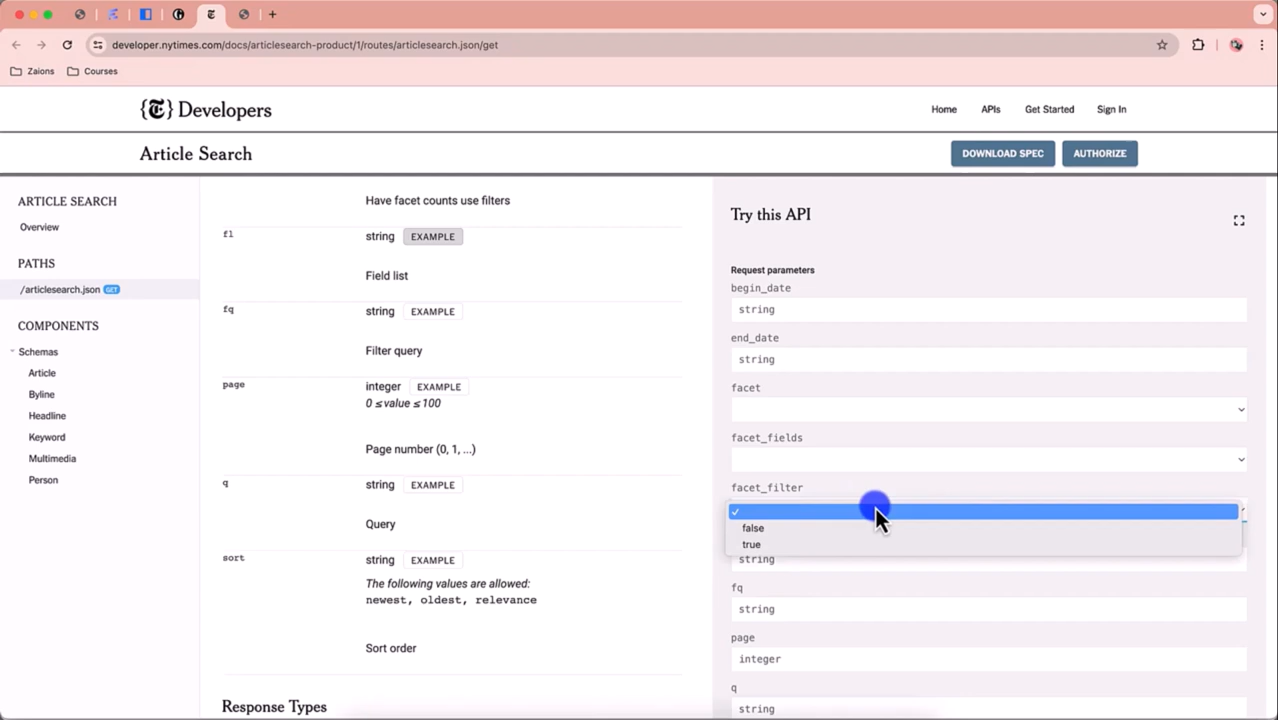 developer.nytimes.com/docs/articlesearch-product/1/routes/articlesearch.json/get
Zaions
Courses
{T} Developers
Home
APIs
Get Started
Sign In
Article Search
DOWNLOAD SPEC
AUTHORIZE
ARTICLE SEARCH
Overview
PATHS
/articlesearch.json GET
COMPONENTS
Schemas
Article
Byline
Headline
Keyword
Multimedia
Person
Have facet counts use filters
fl
string EXAMPLE
Field list
fq
string EXAMPLE
Filter query
page
integer EXAMPLE
0 ≤ value ≤ 100
Page number (0, 1, ...)
q
string EXAMPLE
Query
sort
string EXAMPLE
The following values are allowed:
newest, oldest, relevance
Sort order
Response Types
Try this API
Request parameters
begin_date
string
end_date
string
facet
facet_fields
facet_filter
false
true
string
fq
string
page
integer
q
string